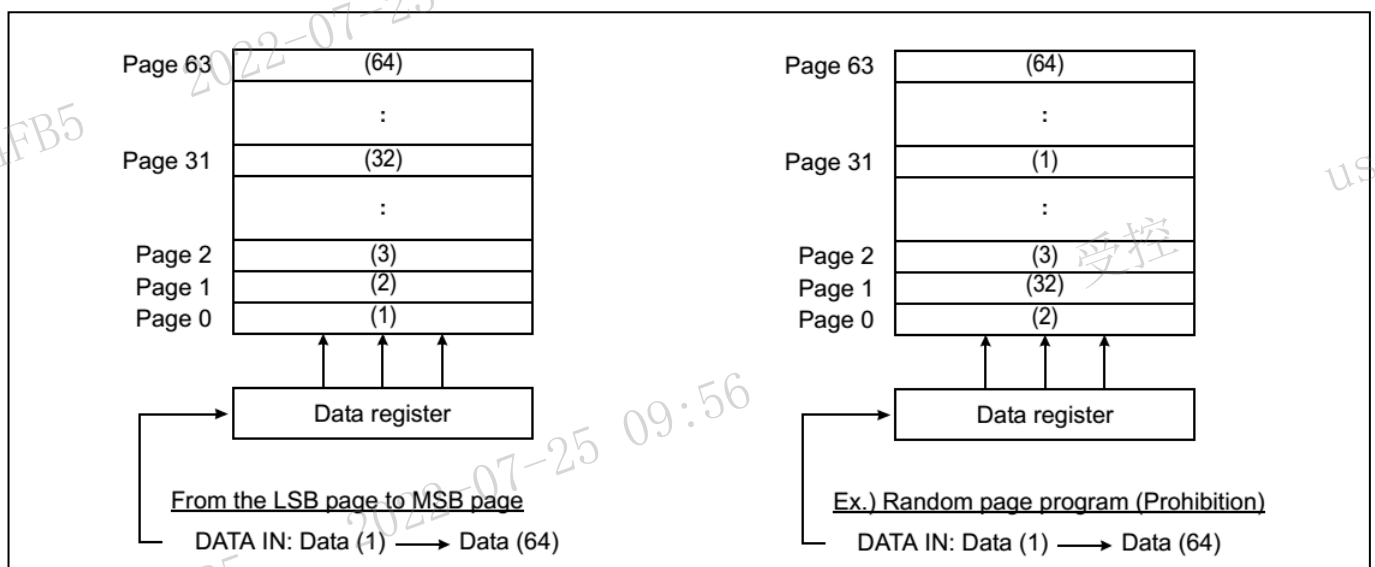 Page 63 (64)
:
Page 31 (32)
:
Page 2 (3)
Page 1 (2)
Page 0 (1)
Data register
From the LSB page to MSB page
DATA IN: Data (1) Data (64)
Page 63 (64)
:
Page 31 (1)
:
Page 2 (3)
Page 1 (32)
Page 0 (2)
Data register
Ex.) Random page program (Prohibition)
DATA IN: Data (1) Data (64)
FB5
us
受控
2022-07-25 09:56